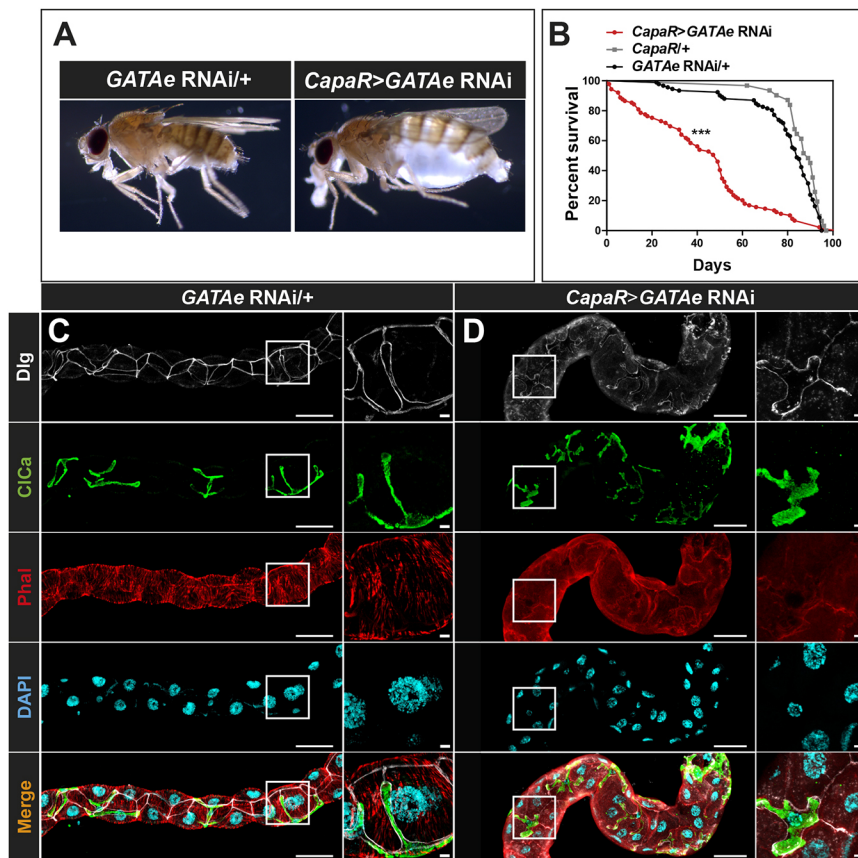 A
GATAe RNAi/+
CapaR>GATAe RNAi
B
CapaR>GATAe RNAi
CapaR/+
GATAe RNAi/+
Percent survival
100
80
60
40
20
0
***
0 20 40 60 80 100
Days
GATAe RNAi/+
CapaR>GATAe RNAi
C
D
Dlg
ClCa
Phal
DAPI
Merge